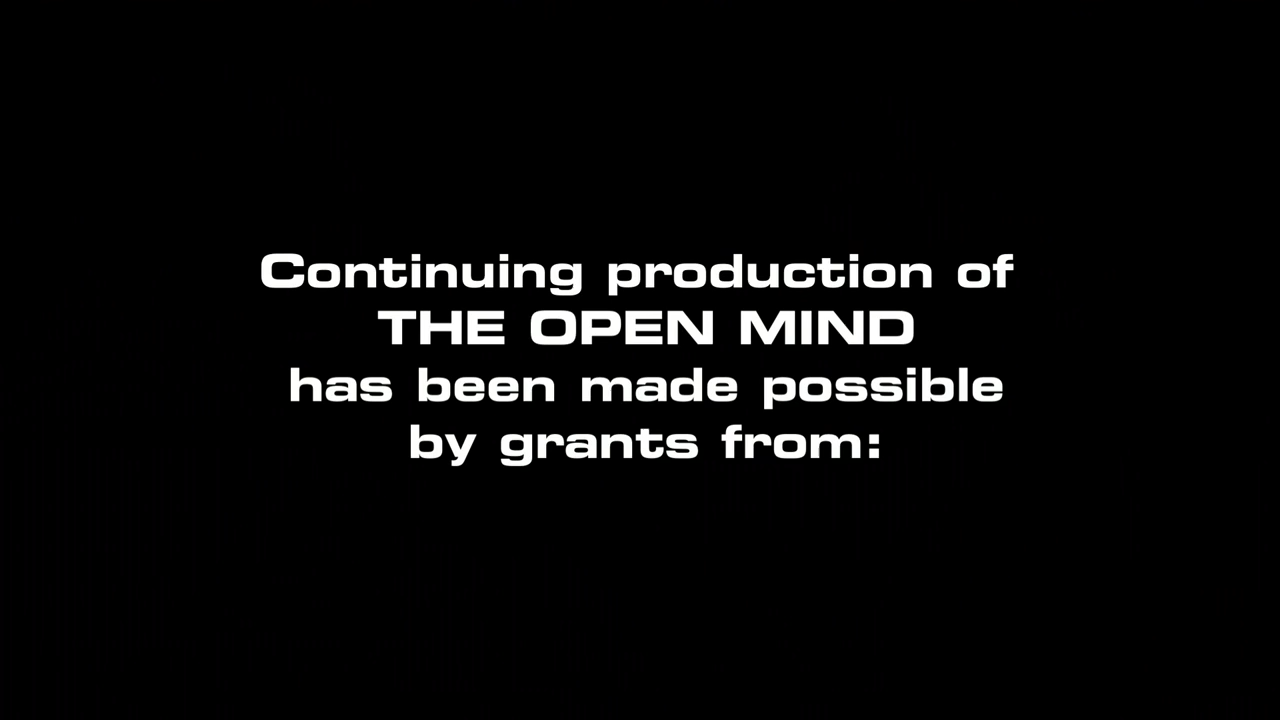 Continuing production of
THE OPEN MIND
has been made possible
by grants from: